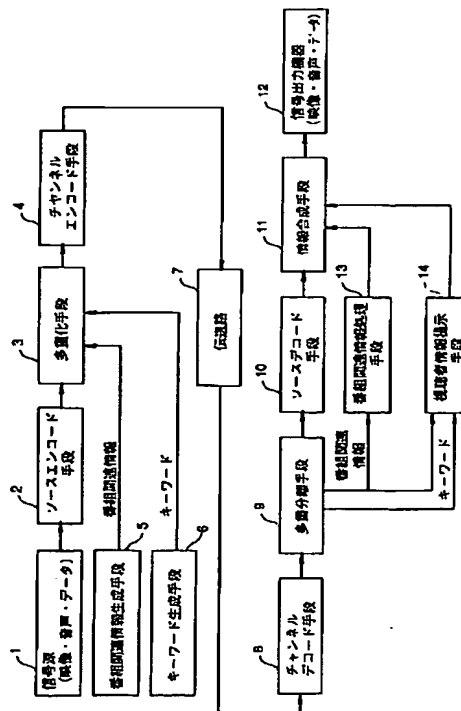 1
信号源
(映像・音声・データ)
2
ソースエンコード
手段
3
多重化手段
4
チャンネル
エンコード手段
番組関連情報
5
番組関連情報生成手段
キーワード
6
キーワード生成手段
7
伝送路
8
チャンネル
デコード手段
9
多重分離手段
10
ソースデコード
手段
11
情報合成手段
12
信号出力機器
(映像・音声・データ)
番組関連
情報
13
番組関連情報処理
手段
キーワード
14
視聴者情報提示
手段